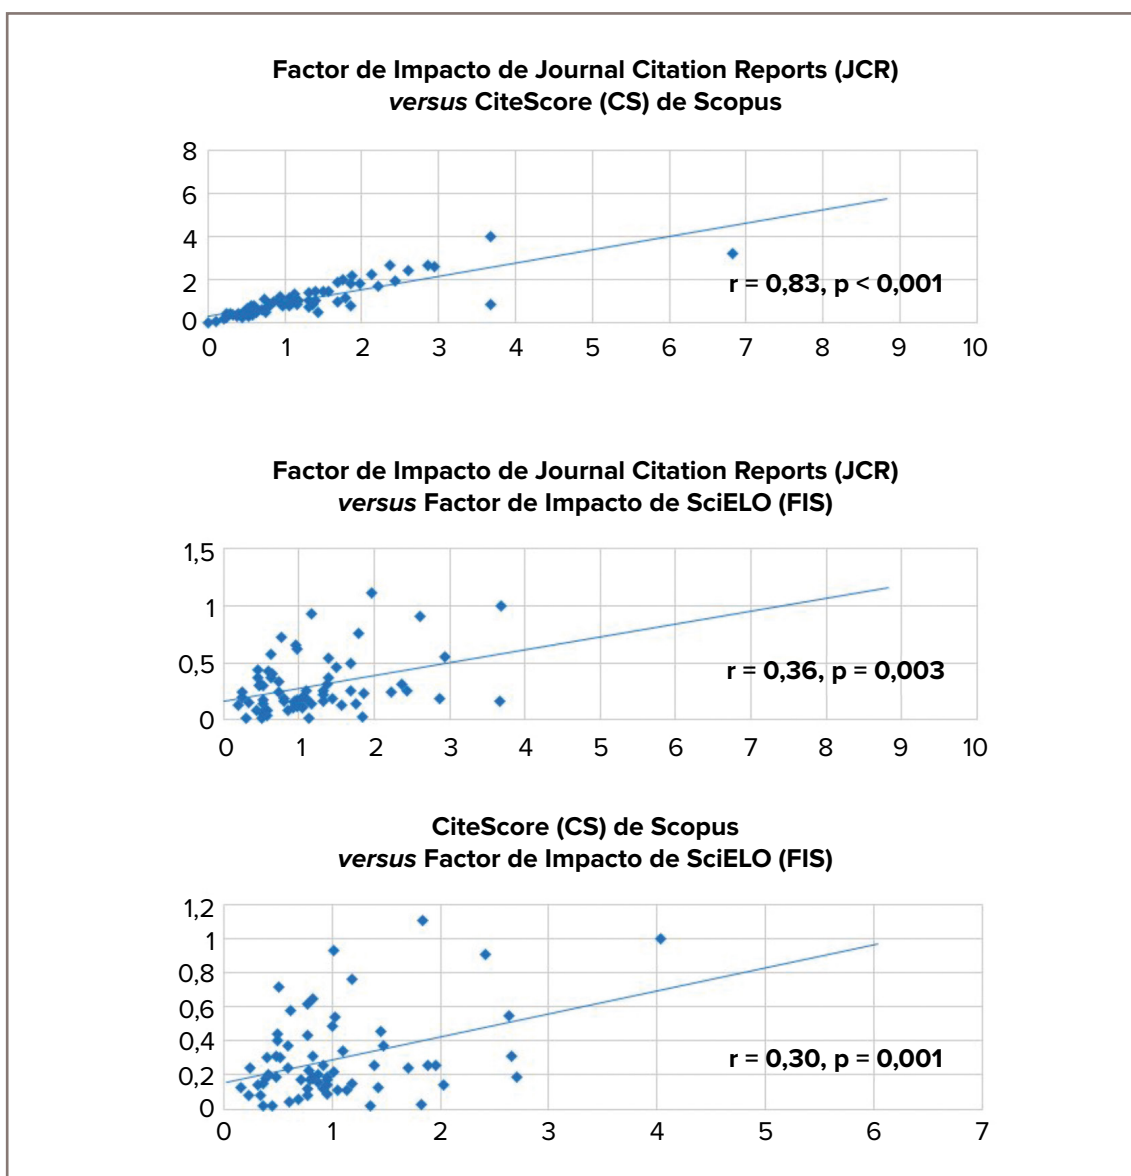 Factor de Impacto de Journal Citation Reports (JCR)
versus CiteScore (CS) de Scopus
8
6
4
2
0
r = 0,83, p < 0,001
0 1 2 3 4 5 6 7 8 9 10
Factor de Impacto de Journal Citation Reports (JCR)
versus Factor de Impacto de SciELO (FIS)
1,5
1
0,5
0
r = 0,36, p = 0,003
0 1 2 3 4 5 6 7 8 9 10
CiteScore (CS) de Scopus
versus Factor de Impacto de SciELO (FIS)
1,2
1
0,8
0,6
0,4
0,2
0
r = 0,30, p = 0,001
0 1 2 3 4 5 6 7